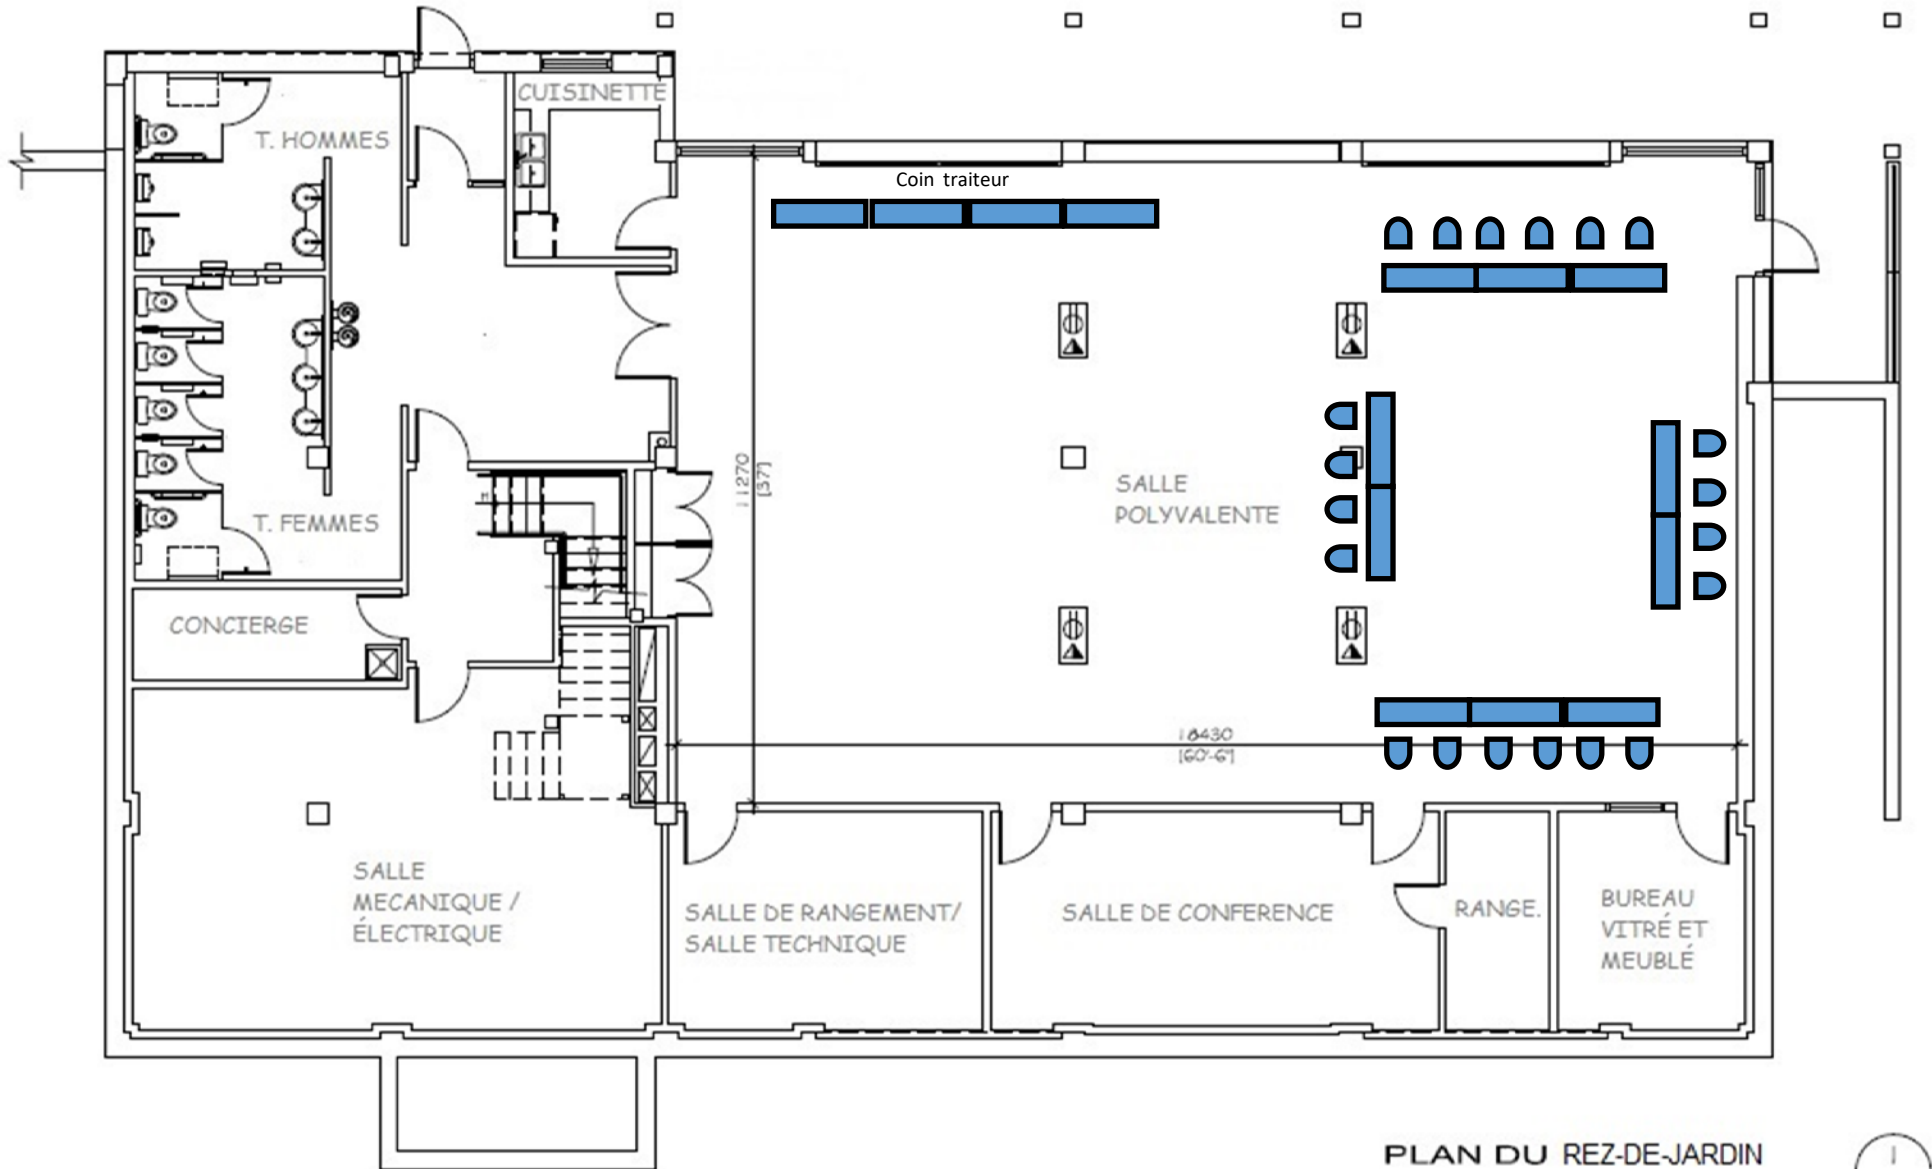 CUISINETTE
T. HOMMES
Coin traiteur
11270
[37']
SALLE
POLYVALENTE
T. FEMMES
CONCIERGE
18430
[60'-6"]
SALLE
MECANIQUE /
ÉLECTRIQUE
SALLE DE RANGEMENT/
SALLE TECHNIQUE
SALLE DE CONFERENCE
RANGE.
BUREAU
VITRÉ ET
MEUBLÉ
PLAN DU REZ-DE-JARDIN
1